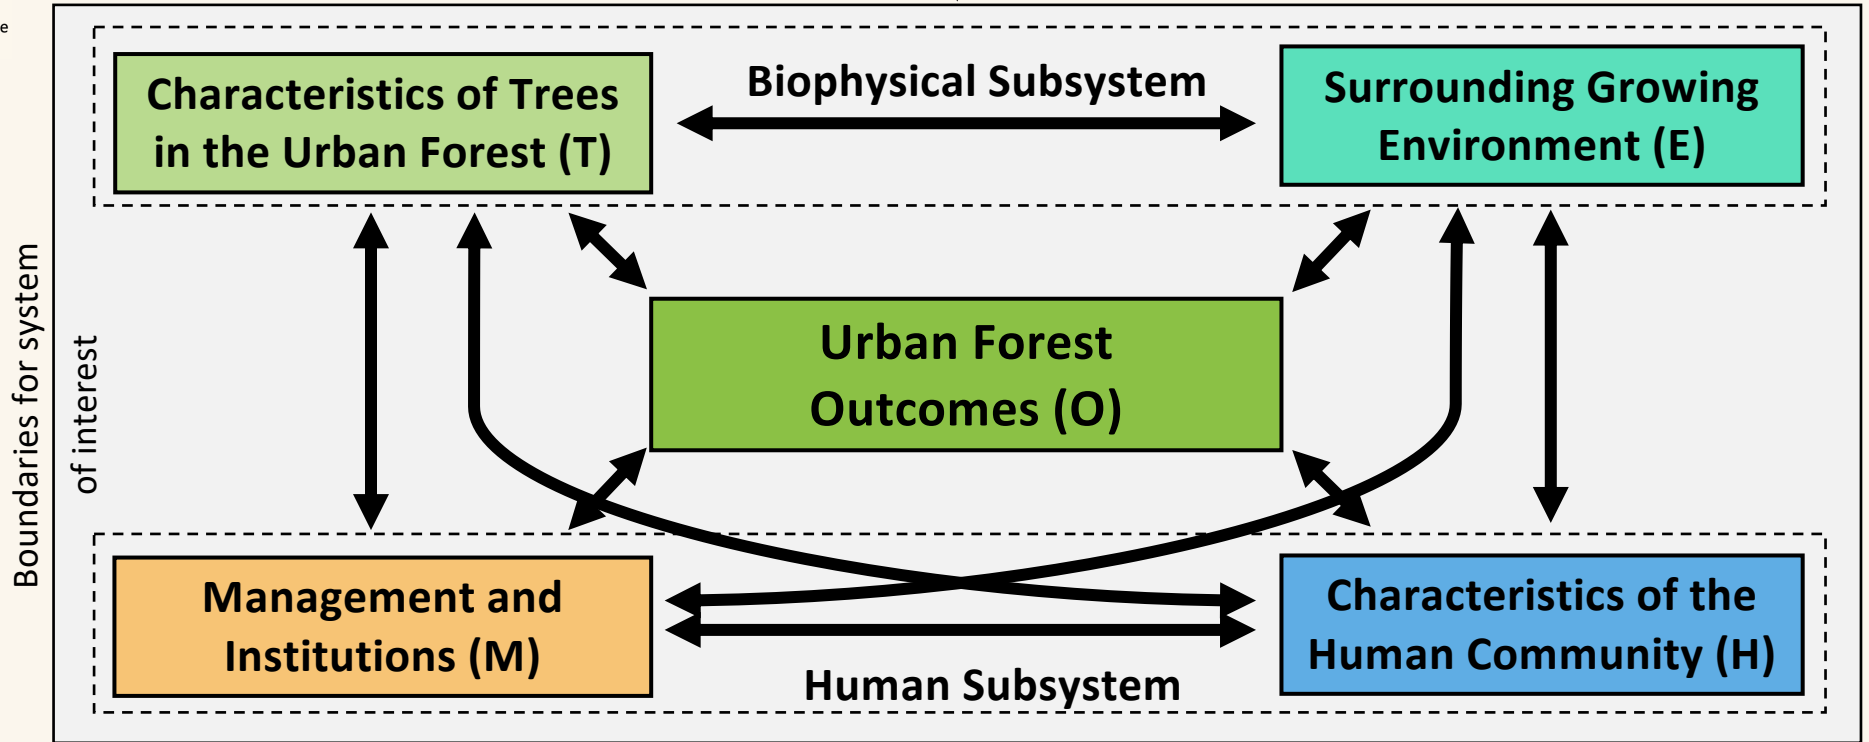 e
Characteristics of Trees
in the Urban Forest (T)
Biophysical Subsystem
Surrounding Growing
Environment (E)
Boundaries for system
of interest
Urban Forest
Outcomes (O)
Management and
Institutions (M)
Characteristics of the
Human Community (H)
Human Subsystem